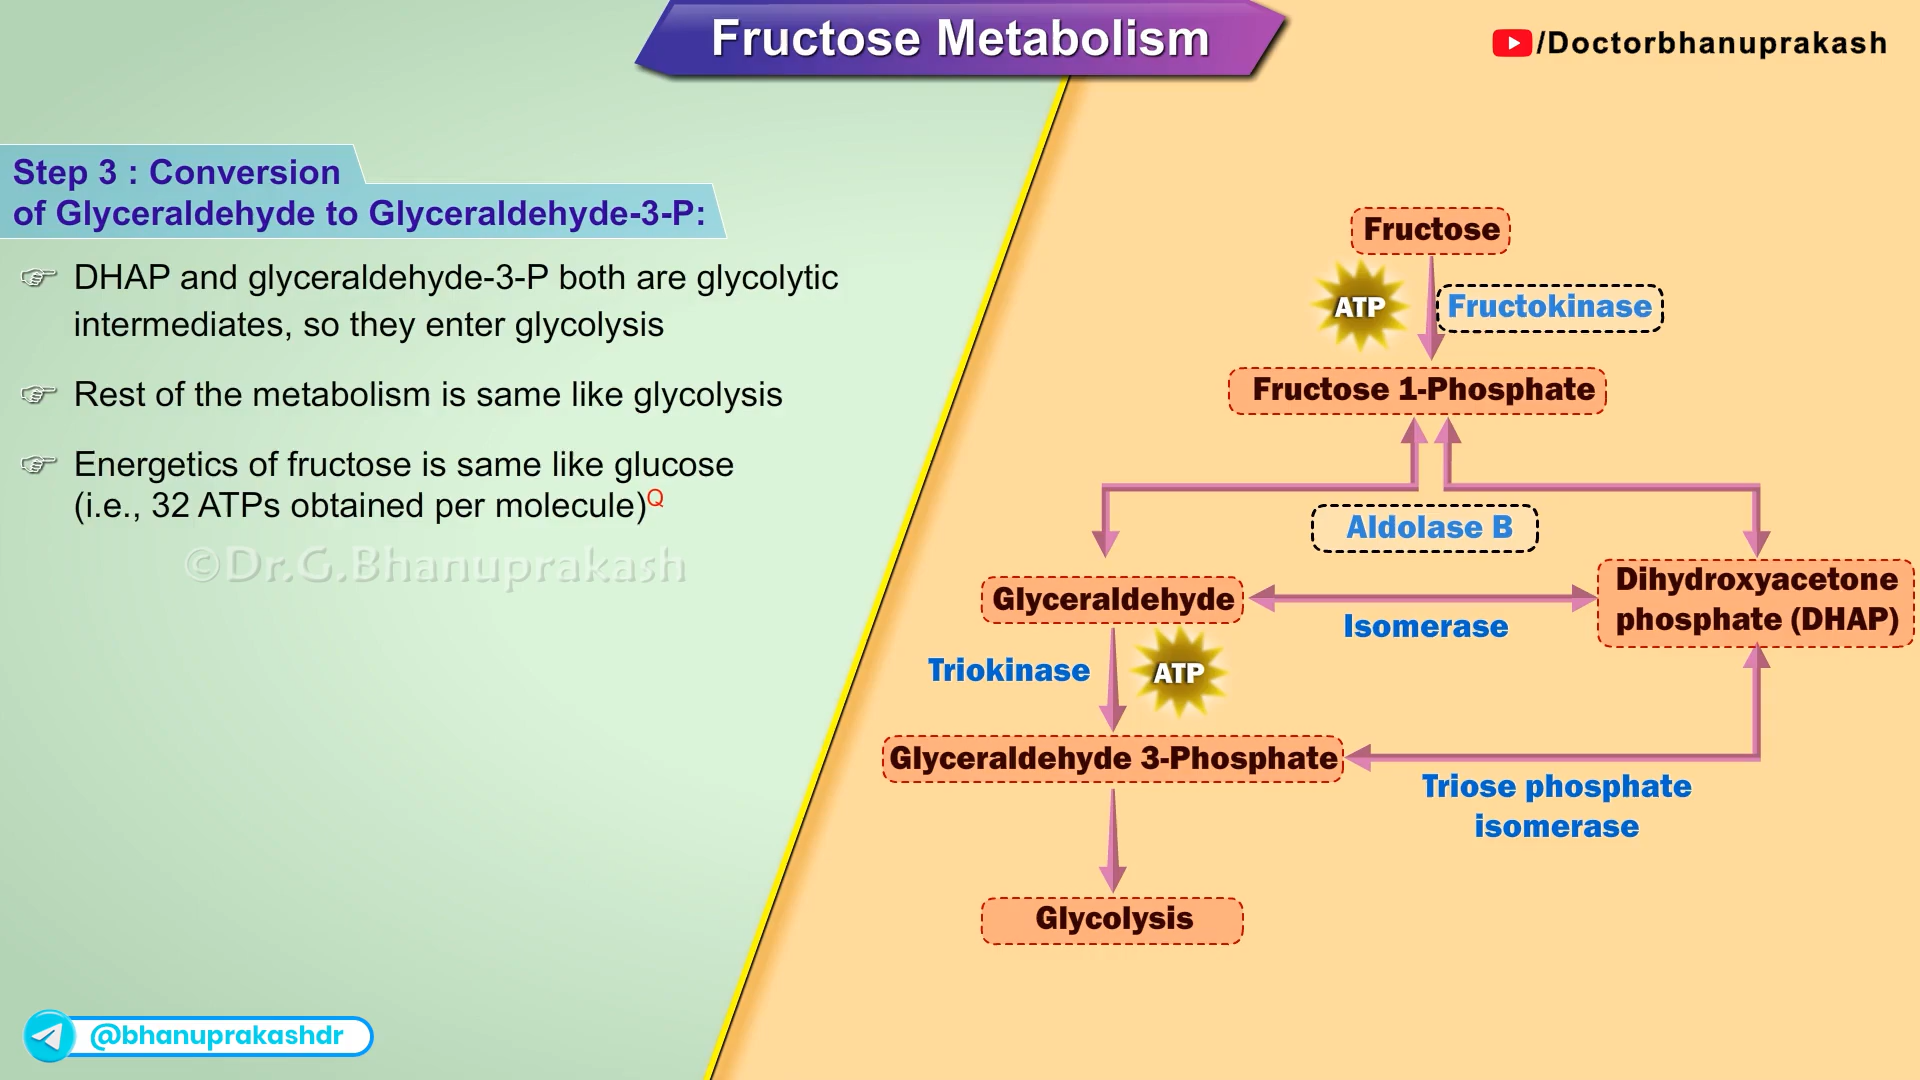 Fructose Metabolism
/Doctorbhanuprakash
Step 3 : Conversion
of Glyceraldehyde to Glyceraldehyde-3-P:
DHAP and glyceraldehyde-3-P both are glycolytic
intermediates, so they enter glycolysis
Rest of the metabolism is same like glycolysis
Energetics of fructose is same like glucose
(i.e., 32 ATPs obtained per molecule)Q
©Dr.G.Bhanuprakash
Fructose
ATP
Fructokinase
Fructose 1-Phosphate
Aldolase B
Glyceraldehyde
Isomerase
Dihydroxyacetone
phosphate (DHAP)
Triokinase
ATP
Glyceraldehyde 3-Phosphate
Triose phosphate
isomerase
Glycolysis
@bhanuprakashdr